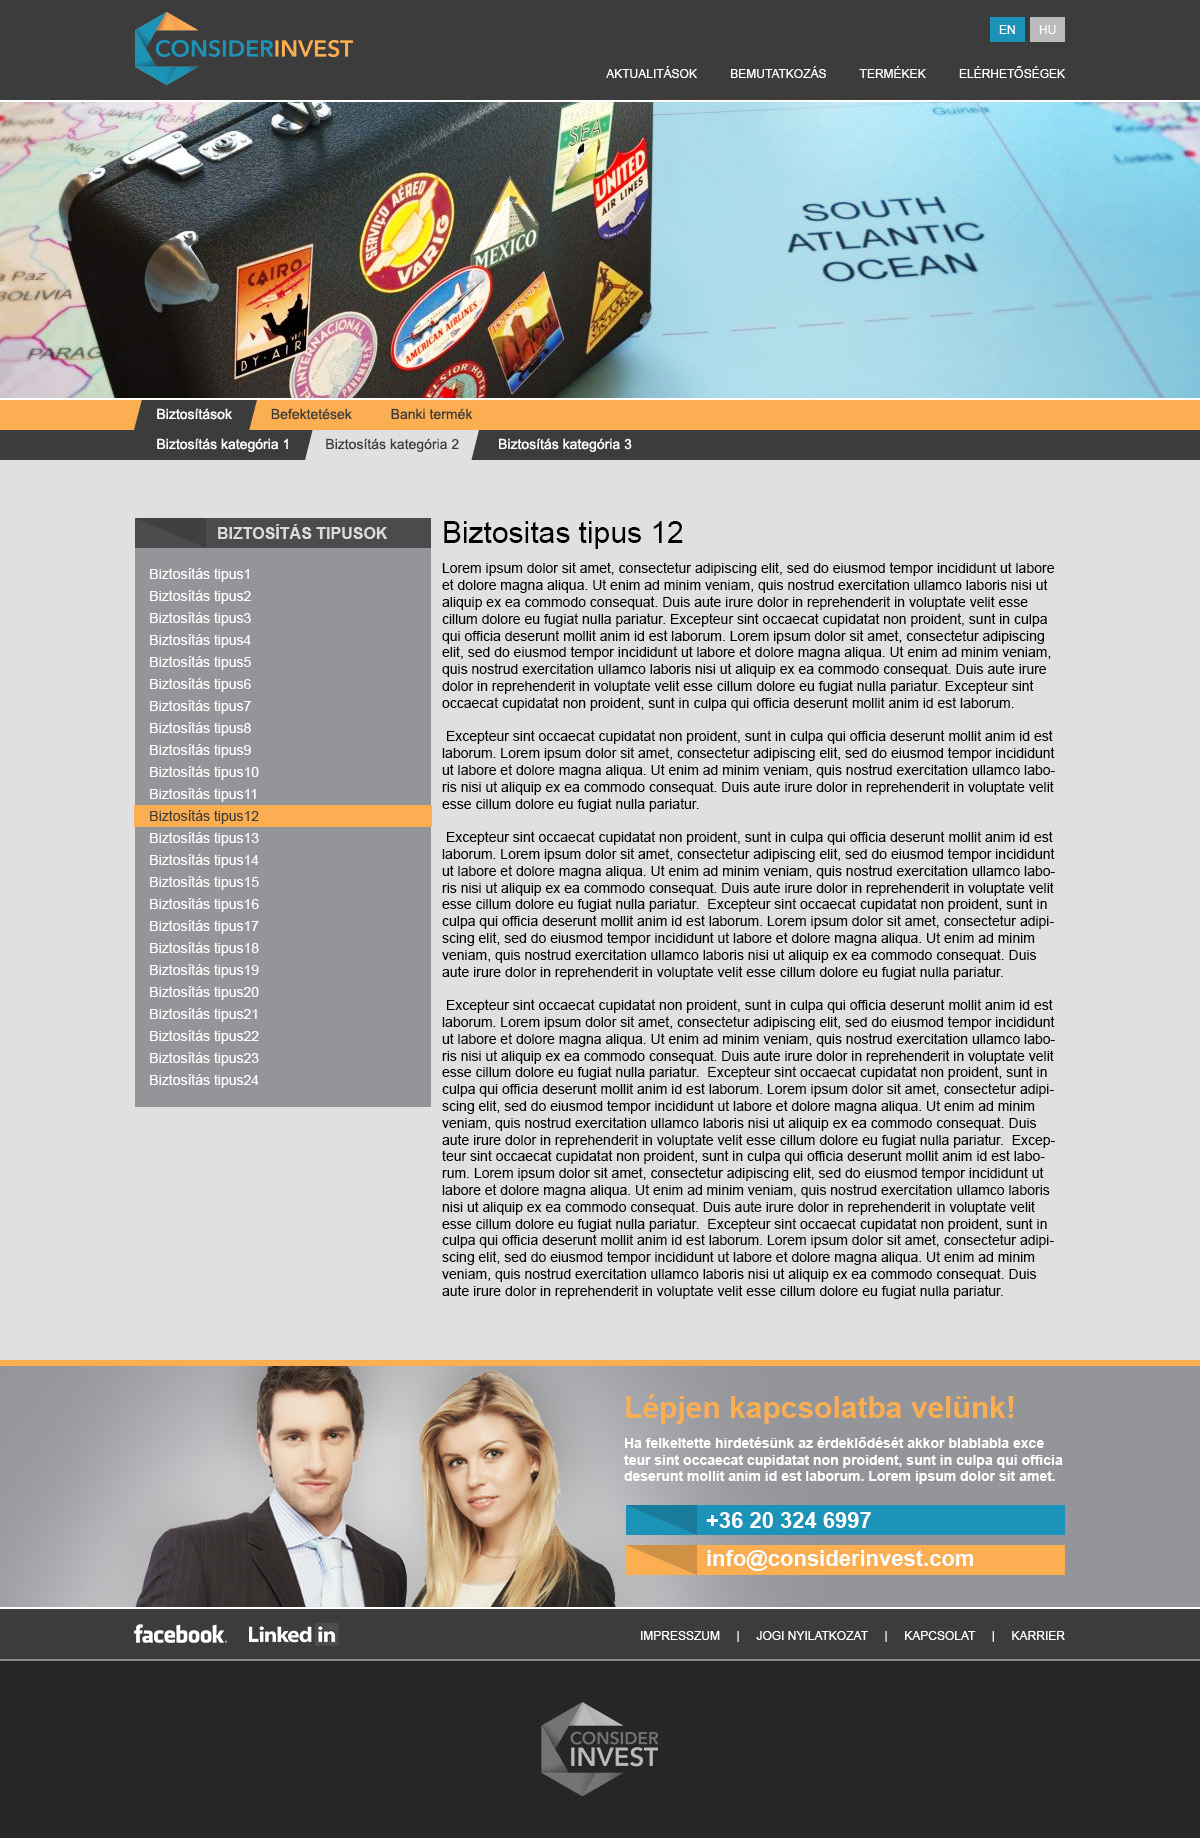 CONSIDERINVEST
EN HU
AKTUALITÁSOK BEMUTATKOZÁS TERMÉKEK ELÉRHETŐSÉGEK
Bogota
GUYANA HIGHL
Neg ro
La Paz
BOLIVIA
PARAG
Guinea
Luanda
SOUTH
ATLANTIC
OCEAN
SEA
UNITED
AIR LINES
SERVIÇO AÉREO
VARIG
MEXICO
CAIRO
BY·AIR
INTERNACIONAL
PANAMA, R.P.
AMERICAN AIRLINES
HONGKONG
VICTORIA
ELSIOR HOTEL
Biztosítások Befektetések Banki termék
Biztosítás kategória 1 Biztosítás kategória 2 Biztosítás kategória 3
BIZTOSÍTÁS TIPUSOK
Biztosítás tipus1
Biztosítás tipus2
Biztosítás tipus3
Biztosítás tipus4
Biztosítás tipus5
Biztosítás tipus6
Biztosítás tipus7
Biztosítás tipus8
Biztosítás tipus9
Biztosítás tipus10
Biztosítás tipus11
Biztosítás tipus12
Biztosítás tipus13
Biztosítás tipus14
Biztosítás tipus15
Biztosítás tipus16
Biztosítás tipus17
Biztosítás tipus18
Biztosítás tipus19
Biztosítás tipus20
Biztosítás tipus21
Biztosítás tipus22
Biztosítás tipus23
Biztosítás tipus24
Biztositas tipus 12
Lorem ipsum dolor sit amet, consectetur adipiscing elit, sed do eiusmod tempor incididunt ut labore
et dolore magna aliqua. Ut enim ad minim veniam, quis nostrud exercitation ullamco laboris nisi ut
aliquip ex ea commodo consequat. Duis aute irure dolor in reprehenderit in voluptate velit esse
cillum dolore eu fugiat nulla pariatur. Excepteur sint occaecat cupidatat non proident, sunt in culpa
qui officia deserunt mollit anim id est laborum. Lorem ipsum dolor sit amet, consectetur adipiscing
elit, sed do eiusmod tempor incididunt ut labore et dolore magna aliqua. Ut enim ad minim veniam,
quis nostrud exercitation ullamco laboris nisi ut aliquip ex ea commodo consequat. Duis aute irure
dolor in reprehenderit in voluptate velit esse cillum dolore eu fugiat nulla pariatur. Excepteur sint
occaecat cupidatat non proident, sunt in culpa qui officia deserunt mollit anim id est laborum.
Excepteur sint occaecat cupidatat non proident, sunt in culpa qui officia deserunt mollit anim id est
laborum. Lorem ipsum dolor sit amet, consectetur adipiscing elit, sed do eiusmod tempor incididunt
ut labore et dolore magna aliqua. Ut enim ad minim veniam, quis nostrud exercitation ullamco labo-
ris nisi ut aliquip ex ea commodo consequat. Duis aute irure dolor in reprehenderit in voluptate velit
esse cillum dolore eu fugiat nulla pariatur.
Excepteur sint occaecat cupidatat non proident, sunt in culpa qui officia deserunt mollit anim id est
laborum. Lorem ipsum dolor sit amet, consectetur adipiscing elit, sed do eiusmod tempor incididunt
ut labore et dolore magna aliqua. Ut enim ad minim veniam, quis nostrud exercitation ullamco labo-
ris nisi ut aliquip ex ea commodo consequat. Duis aute irure dolor in reprehenderit in voluptate velit
esse cillum dolore eu fugiat nulla pariatur. Excepteur sint occaecat cupidatat non proident, sunt in
culpa qui officia deserunt mollit anim id est laborum. Lorem ipsum dolor sit amet, consectetur adipi-
scing elit, sed do eiusmod tempor incididunt ut labore et dolore magna aliqua. Ut enim ad minim
veniam, quis nostrud exercitation ullamco laboris nisi ut aliquip ex ea commodo consequat. Duis
aute irure dolor in reprehenderit in voluptate velit esse cillum dolore eu fugiat nulla pariatur.
Excepteur sint occaecat cupidatat non proident, sunt in culpa qui officia deserunt mollit anim id est
laborum. Lorem ipsum dolor sit amet, consectetur adipiscing elit, sed do eiusmod tempor incididunt
ut labore et dolore magna aliqua. Ut enim ad minim veniam, quis nostrud exercitation ullamco labo-
ris nisi ut aliquip ex ea commodo consequat. Duis aute irure dolor in reprehenderit in voluptate velit
esse cillum dolore eu fugiat nulla pariatur. Excepteur sint occaecat cupidatat non proident, sunt in
culpa qui officia deserunt mollit anim id est laborum. Lorem ipsum dolor sit amet, consectetur adipi-
scing elit, sed do eiusmod tempor incididunt ut labore et dolore magna aliqua. Ut enim ad minim
veniam, quis nostrud exercitation ullamco laboris nisi ut aliquip ex ea commodo consequat. Duis
aute irure dolor in reprehenderit in voluptate velit esse cillum dolore eu fugiat nulla pariatur. Excep-
teur sint occaecat cupidatat non proident, sunt in culpa qui officia deserunt mollit anim id est labo-
rum. Lorem ipsum dolor sit amet, consectetur adipiscing elit, sed do eiusmod tempor incididunt ut
labore et dolore magna aliqua. Ut enim ad minim veniam, quis nostrud exercitation ullamco laboris
nisi ut aliquip ex ea commodo consequat. Duis aute irure dolor in reprehenderit in voluptate velit
esse cillum dolore eu fugiat nulla pariatur. Excepteur sint occaecat cupidatat non proident, sunt in
culpa qui officia deserunt mollit anim id est laborum. Lorem ipsum dolor sit amet, consectetur adipi-
scing elit, sed do eiusmod tempor incididunt ut labore et dolore magna aliqua. Ut enim ad minim
veniam, quis nostrud exercitation ullamco laboris nisi ut aliquip ex ea commodo consequat. Duis
aute irure dolor in reprehenderit in voluptate velit esse cillum dolore eu fugiat nulla pariatur.
Lépjen kapcsolatba velünk!
Ha felkeltette hirdetésünk az érdeklődését akkor blablabla exce
teur sint occaecat cupidatat non proident, sunt in culpa qui officia
deserunt mollit anim id est laborum. Lorem ipsum dolor sit amet.
+36 20 324 6997
info@considerinvest.com
facebook. Linked in
IMPRESSZUM | JOGI NYILATKOZAT | KAPCSOLAT | KARRIER
CONSIDER
INVEST